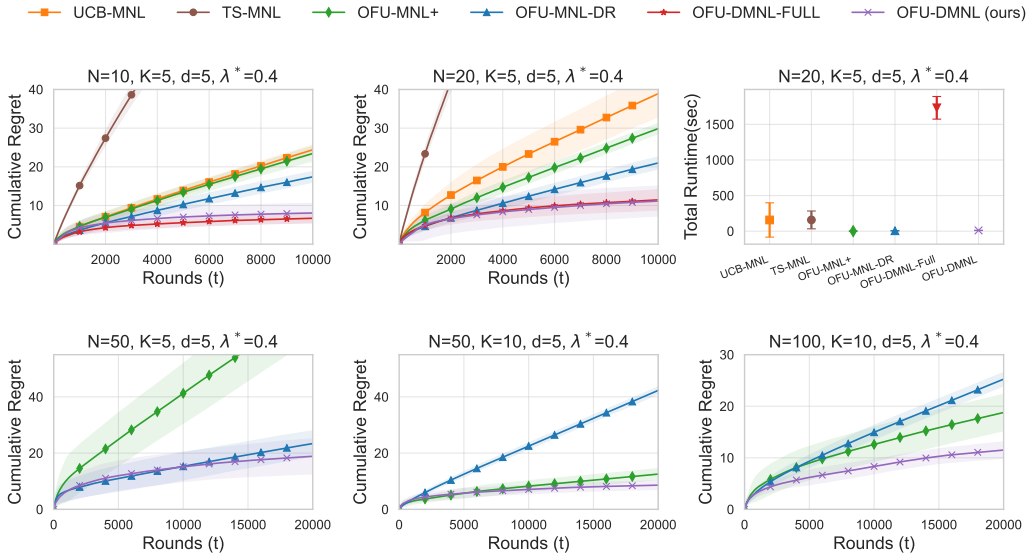 UCB-MNL TS-MNL OFU-MNL+ OFU-MNL-DR OFU-DMNL-FULL OFU-DMNL (ours)
N=10, K=5, d=5, λ*=0.4
Cumulative Regret
40
30
20
10
2000 4000 6000 8000 10000
Rounds (t)
N=20, K=5, d=5, λ*=0.4
Cumulative Regret
40
30
20
10
2000 4000 6000 8000 10000
Rounds (t)
N=20, K=5, d=5, λ*=0.4
Total Runtime(sec)
1500
1000
500
0
UCB-MNL TS-MNL OFU-MNL+ OFU-MNL-DR OFU-DMNL-Full OFU-DMNL
N=50, K=5, d=5, λ*=0.4
Cumulative Regret
40
20
0
0 5000 10000 15000 20000
Rounds (t)
N=50, K=10, d=5, λ*=0.4
Cumulative Regret
40
20
0
0 5000 10000 15000 20000
Rounds (t)
N=100, K=10, d=5, λ*=0.4
Cumulative Regret
30
20
10
0
0 5000 10000 15000 20000
Rounds (t)